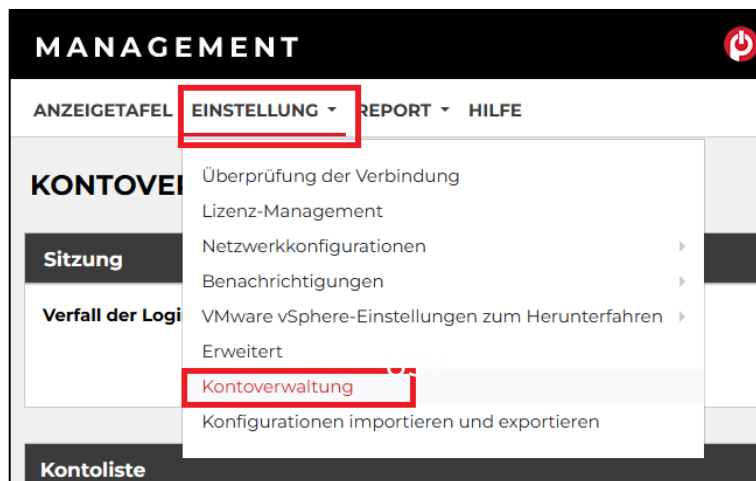 MANAGEMENT
ANZEIGETAFEL EINSTELLUNG REPORT HILFE
Überprüfung der Verbindung
KONTOVER
Lizenz-Management
Netzwerkkonfigurationen
Sitzung
Benachrichtigungen
Verfall der Logi
VMware vSphere-Einstellungen zum Herunterfahren
Erweitert
Kontoverwaltung
Konfigurationen importieren und exportieren
Kontoliste